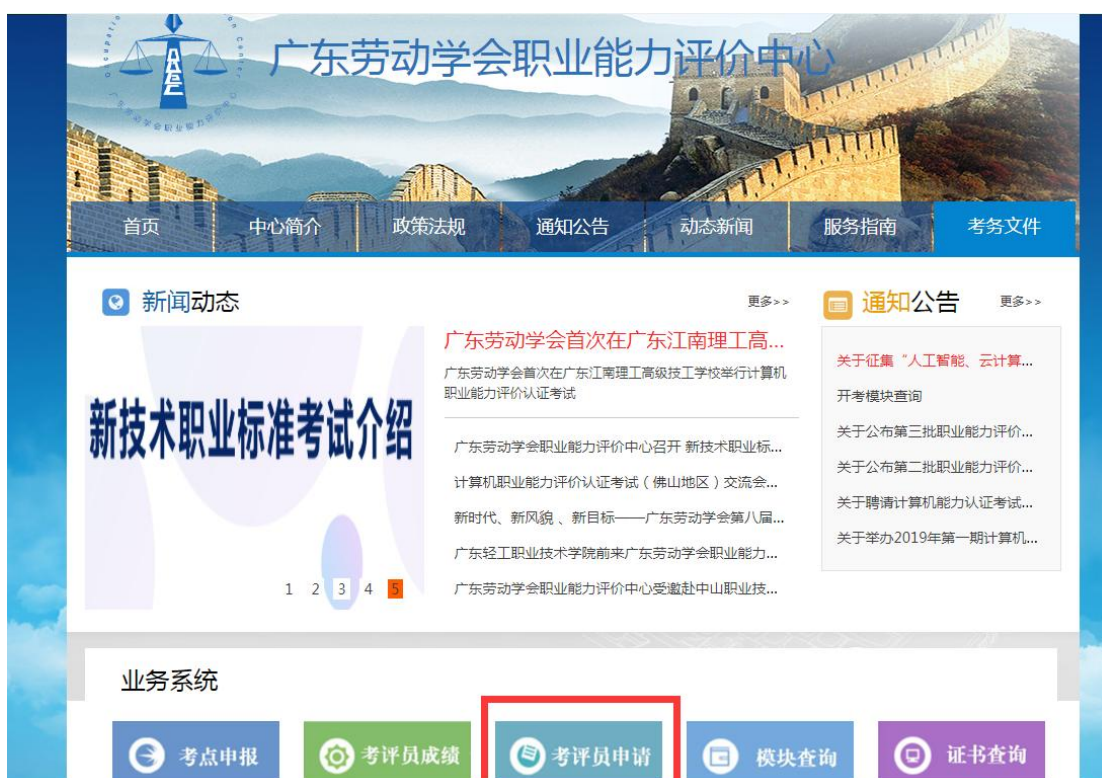 广东劳动学会职业能力评价中心
首页 中心简介 政策法规 通知公告 动态新闻 服务指南 考务文件
新闻动态 更多>>
新技术职业标准考试介绍
1 2 3 4 5
广东劳动学会首次在广东江南理工高...
广东劳动学会首次在广东江南理工高级技工学校举行计算机
职业能力评价认证考试
广东劳动学会职业能力评价中心召开 新技术职业标...
计算机职业能力评价认证考试（佛山地区）交流会...
新时代、新风貌 、新目标——广东劳动学会第八届...
广东轻工职业技术学院前来广东劳动学会职业能力...
广东劳动学会职业能力评价中心受邀赴中山职业技...
通知公告 更多>>
关于征集“人工智能、云计算...
开考模块查询
关于公布第三批职业能力评价...
关于公布第二批职业能力评价...
关于聘请计算机能力认证考试...
关于举办2019年第一期计算机...
业务系统
考点申报 考评员成绩 考评员申请 模块查询 证书查询